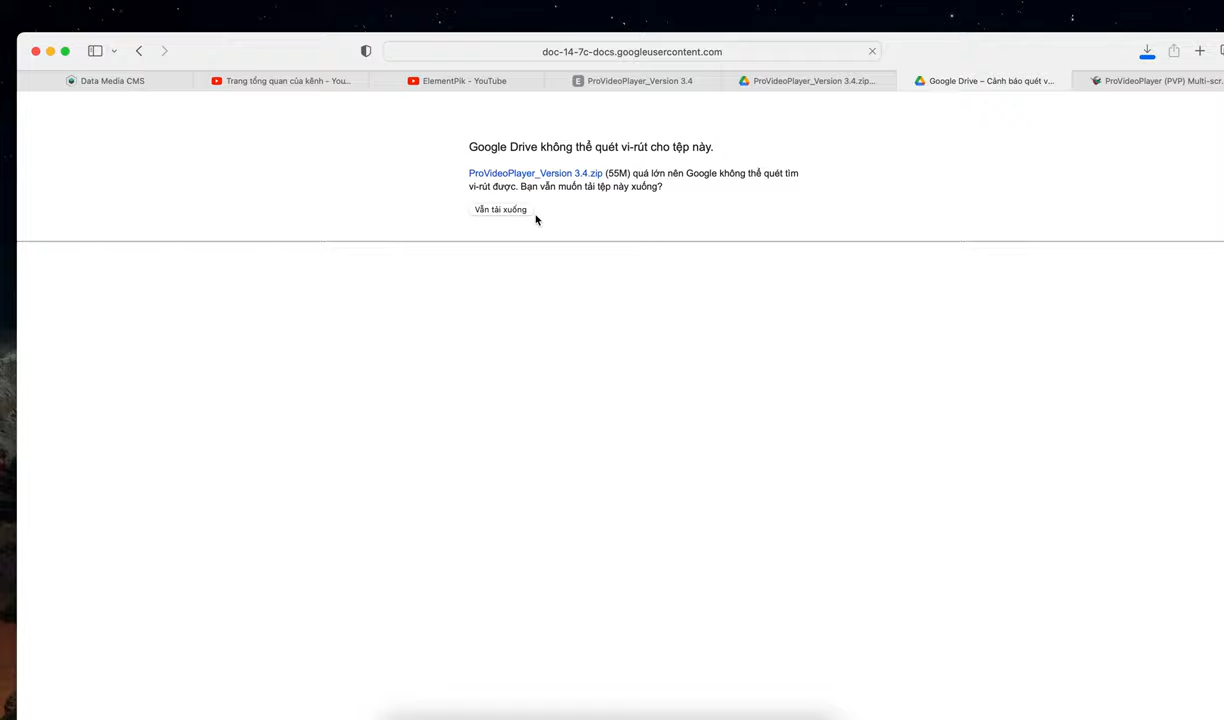 doc-14-7c-docs.googleusercontent.com
Data Media CMS
Trang tổng quan của kênh - You...
ElementPik - YouTube
E
ProVideoPlayer_Version 3.4
ProVideoPlayer_Version 3.4.zip...
Google Drive – Cảnh báo quét v...
ProVideoPlayer (PVP) Multi-scr
Google Drive không thể quét vi-rút cho tệp này.
ProVideoPlayer_Version 3.4.zip (55M) quá lớn nên Google không thể quét tìm
vi-rút được. Bạn vẫn muốn tải tệp này xuống?
Vẫn tải xuống